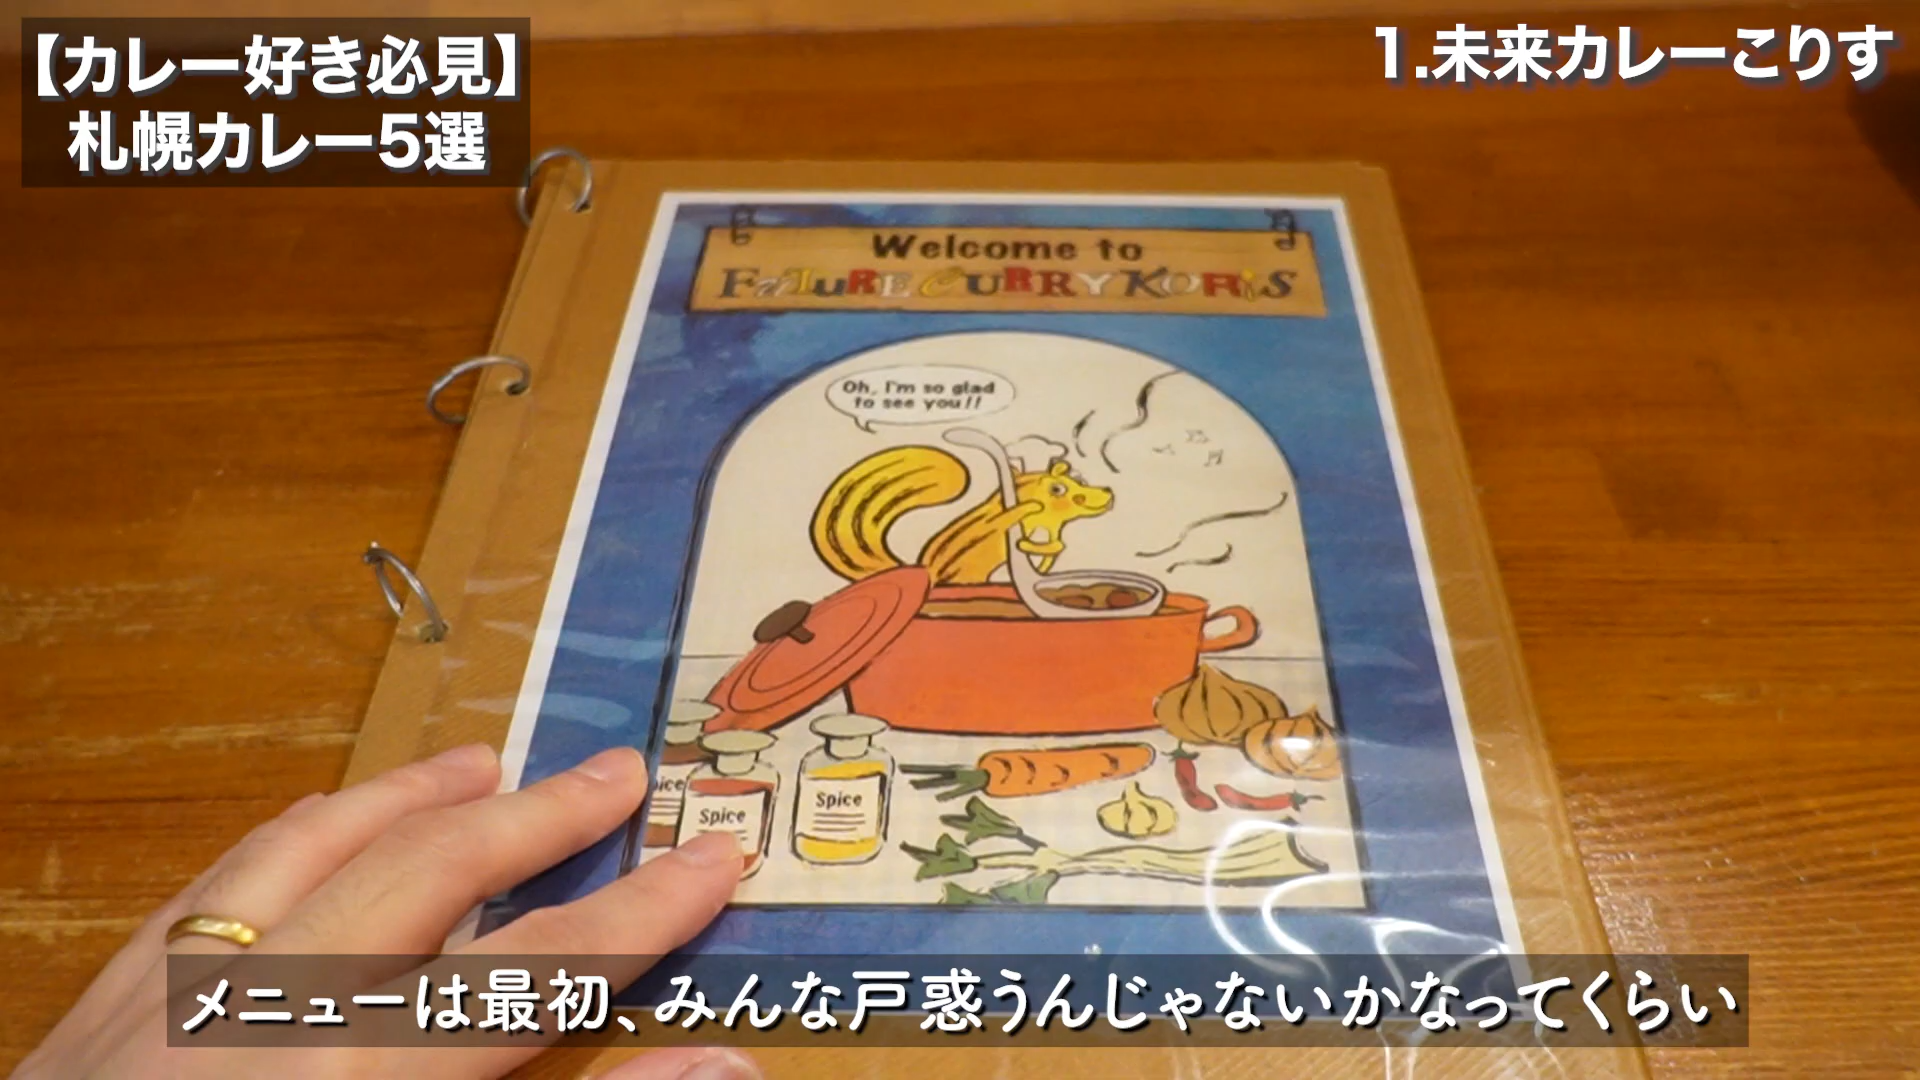 【カレー好き必見】
札幌カレー5選
1.未来カレーこりす
Welcome to
FuTuRE CURRY KORiS
Oh, I'm so glad
to see you!!
pice
Spice
Spice
メニューは最初、みんな戸惑うんじゃないかなってくらい